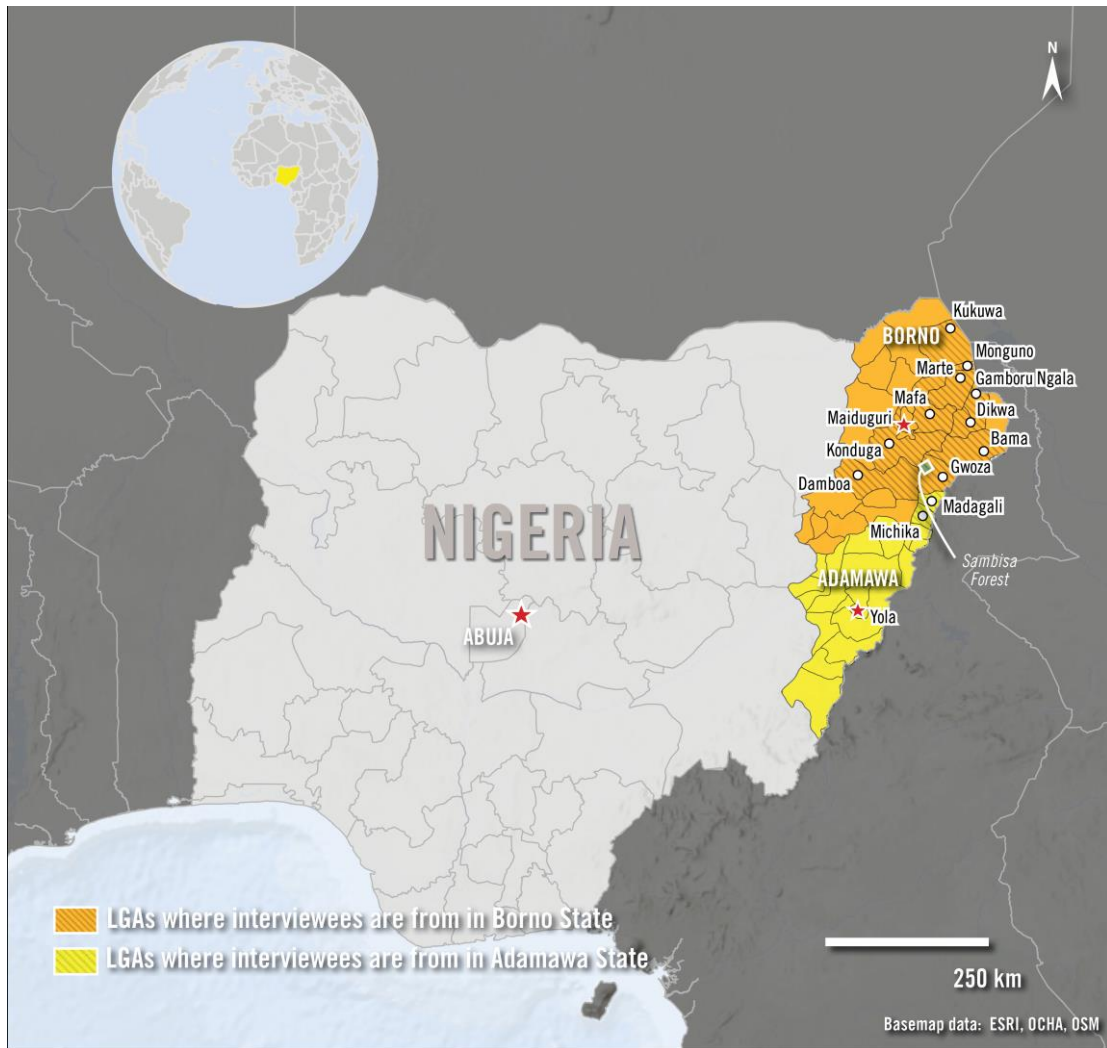 N
Kukuwa
BORNO
Monguno
Marte
Gamboru Ngala
Mafa
Dikwa
Maiduguri
Bama
Konduga
Gwoza
Damboa
Madagali
Michika
NIGERIA
Sambisa
Forest
ADAMAWA
Yola
ABUJA
LGAs where interviewees are from in Borno State
LGAs where interviewees are from in Adamawa State
250 km
Basemap data: ESRI, OCHA, OSM